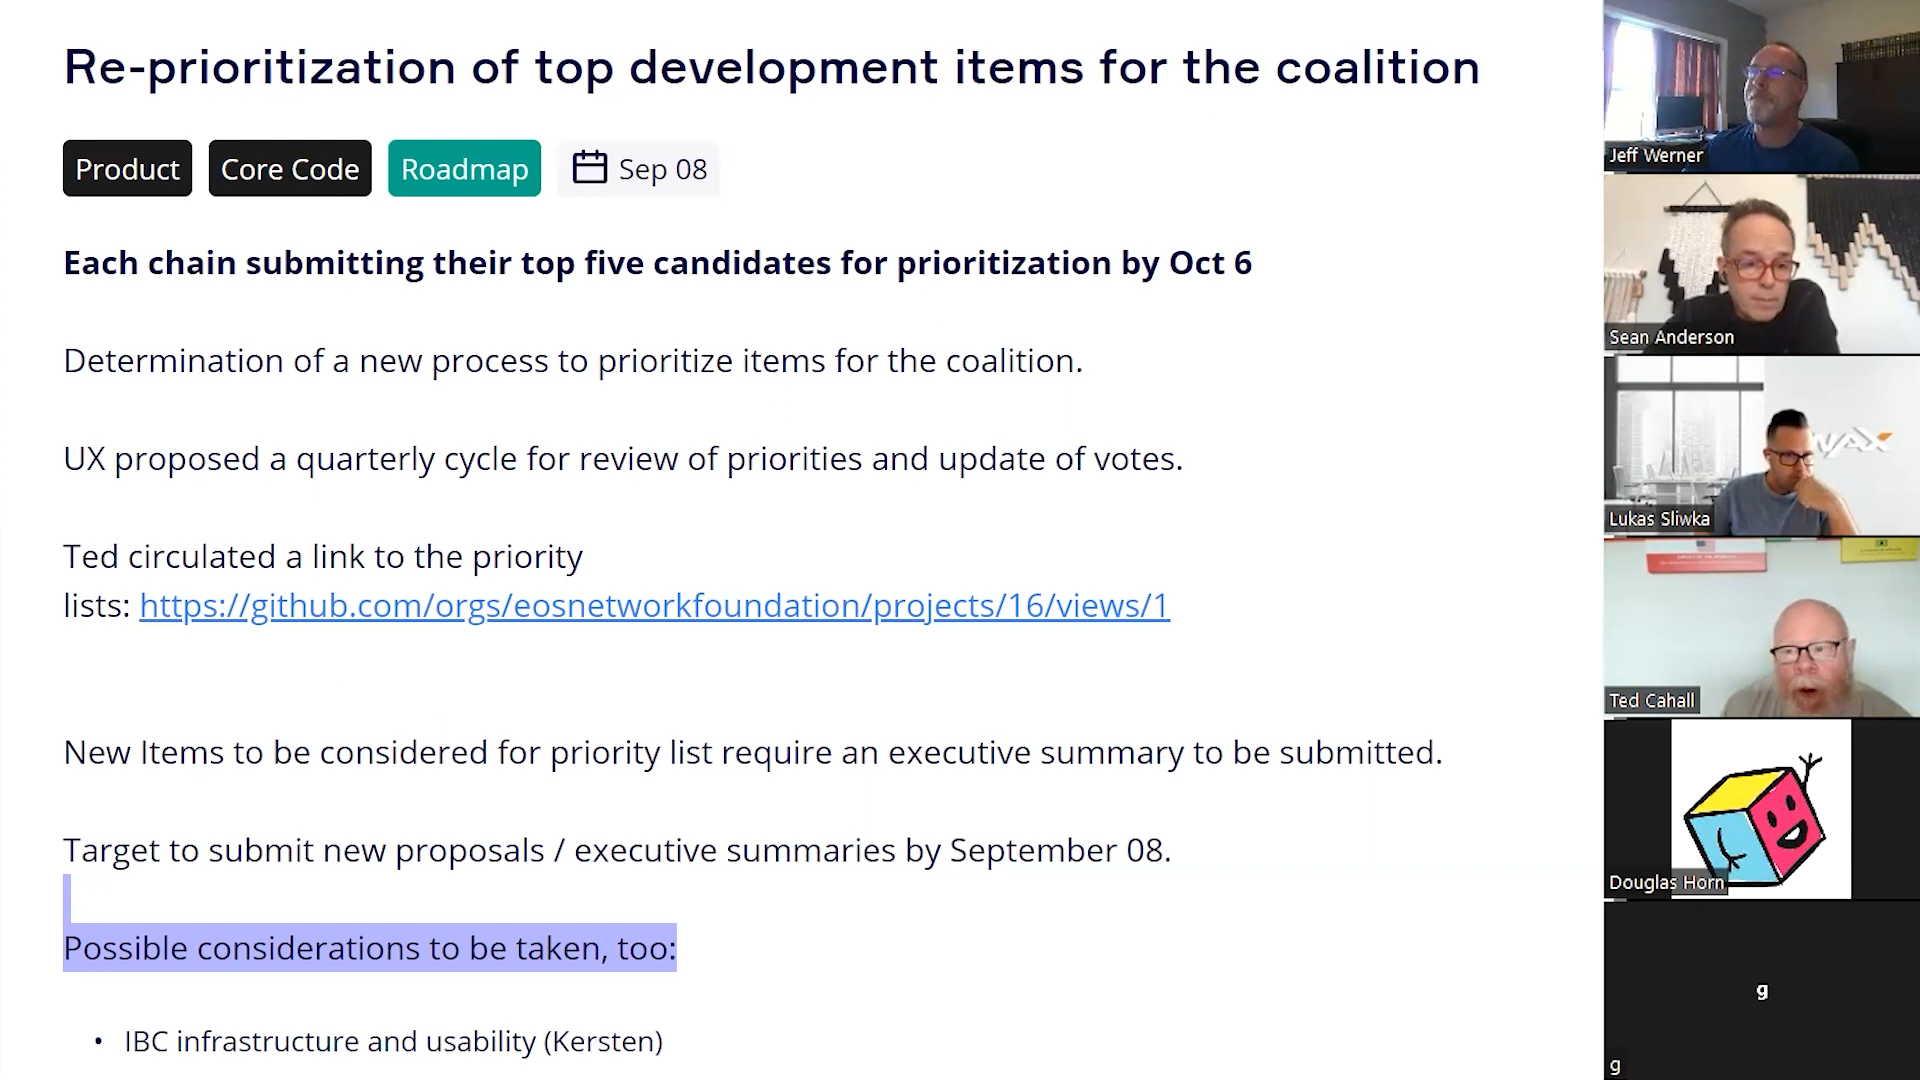 Re-prioritization of top development items for the coalition
Product Core Code Roadmap Sep 08
Each chain submitting their top five candidates for prioritization by Oct 6
Determination of a new process to prioritize items for the coalition.
UX proposed a quarterly cycle for review of priorities and update of votes.
Ted circulated a link to the priority
lists: https://github.com/orgs/eosnetworkfoundation/projects/16/views/1
New Items to be considered for priority list require an executive summary to be submitted.
Target to submit new proposals / executive summaries by September 08.
Possible considerations to be taken, too:
• IBC infrastructure and usability (Kersten)
Jeff Werner
Sean Anderson
WAX
Lukas Sliwka
Ted Cahall
Douglas Horn
g
g